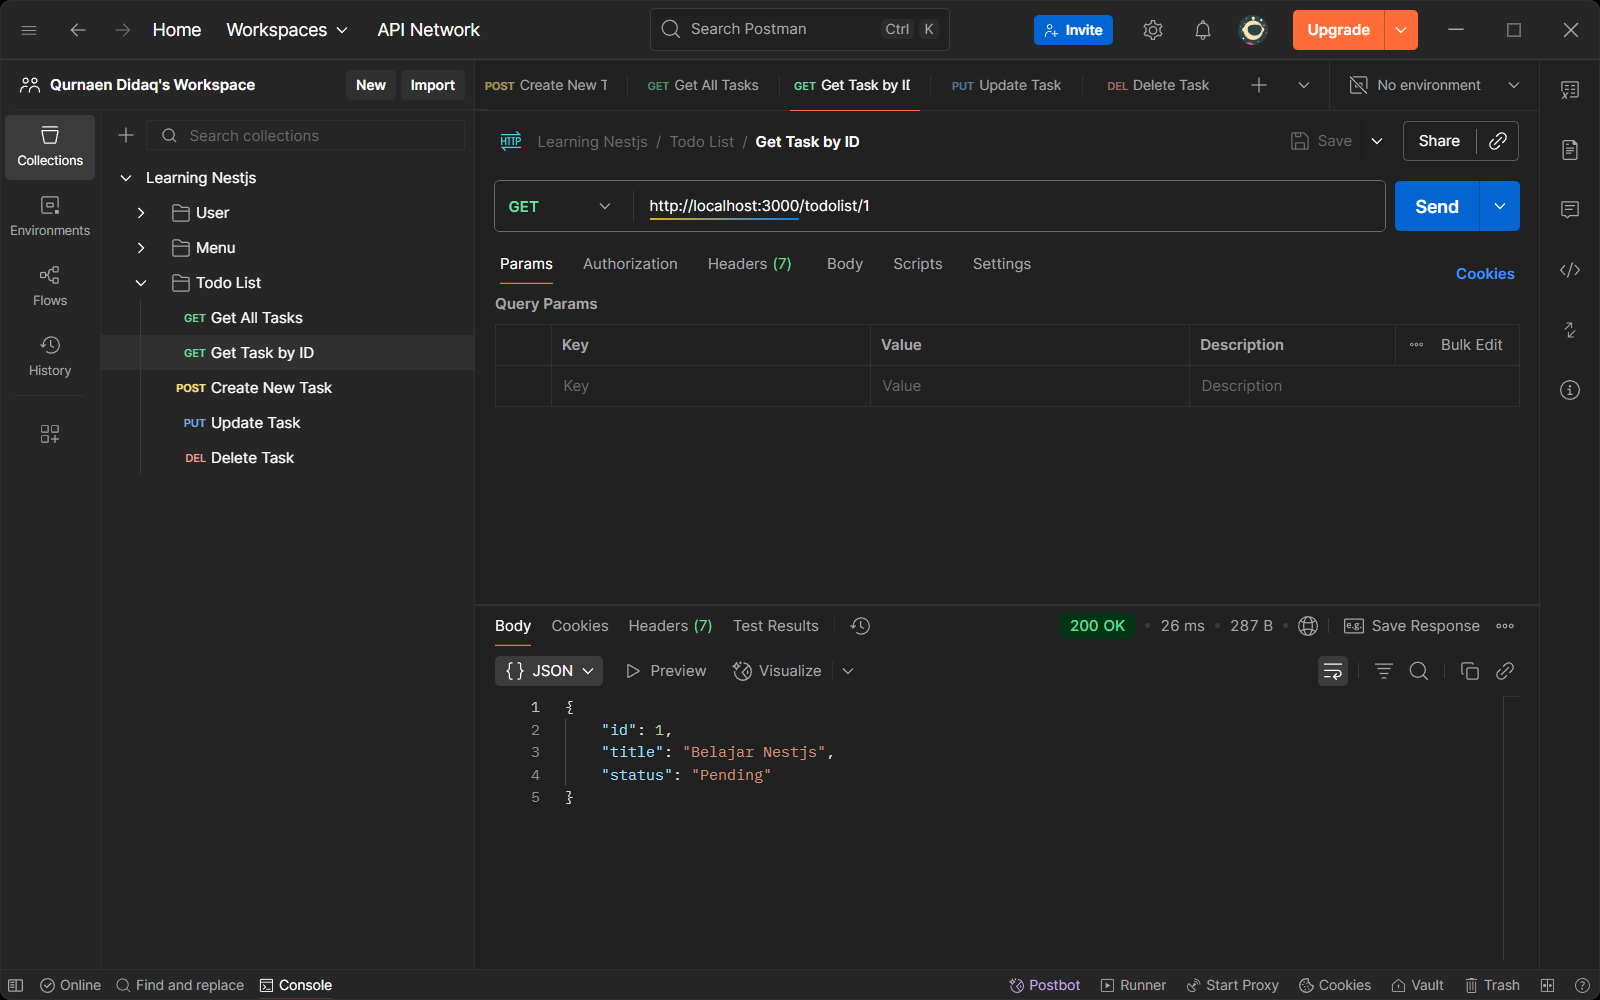 Home Workspaces API Network Search Postman Ctrl K Invite Upgrade
Qurnaen Didaq's Workspace New Import
POST Create New T GET Get All Tasks GET Get Task by ID PUT Update Task DEL Delete Task No environment
Collections
Environments
Flows
History
Search collections
Learning Nestjs
User
Menu
Todo List
GET Get All Tasks
GET Get Task by ID
POST Create New Task
PUT Update Task
DEL Delete Task
HTTP Learning Nestjs / Todo List / Get Task by ID Save Share
GET http://localhost:3000/todolist/1 Send
Params Authorization Headers (7) Body Scripts Settings Cookies
Query Params
Key Value Description Bulk Edit
Key Value Description
Body Cookies Headers (7) Test Results 200 OK 26 ms 287 B e.g. Save Response
{} JSON Preview Visualize
1 {
2 "id": 1,
3 "title": "Belajar Nestjs",
4 "status": "Pending"
5 }
Online Find and replace Console Postbot Runner Start Proxy Cookies Vault Trash